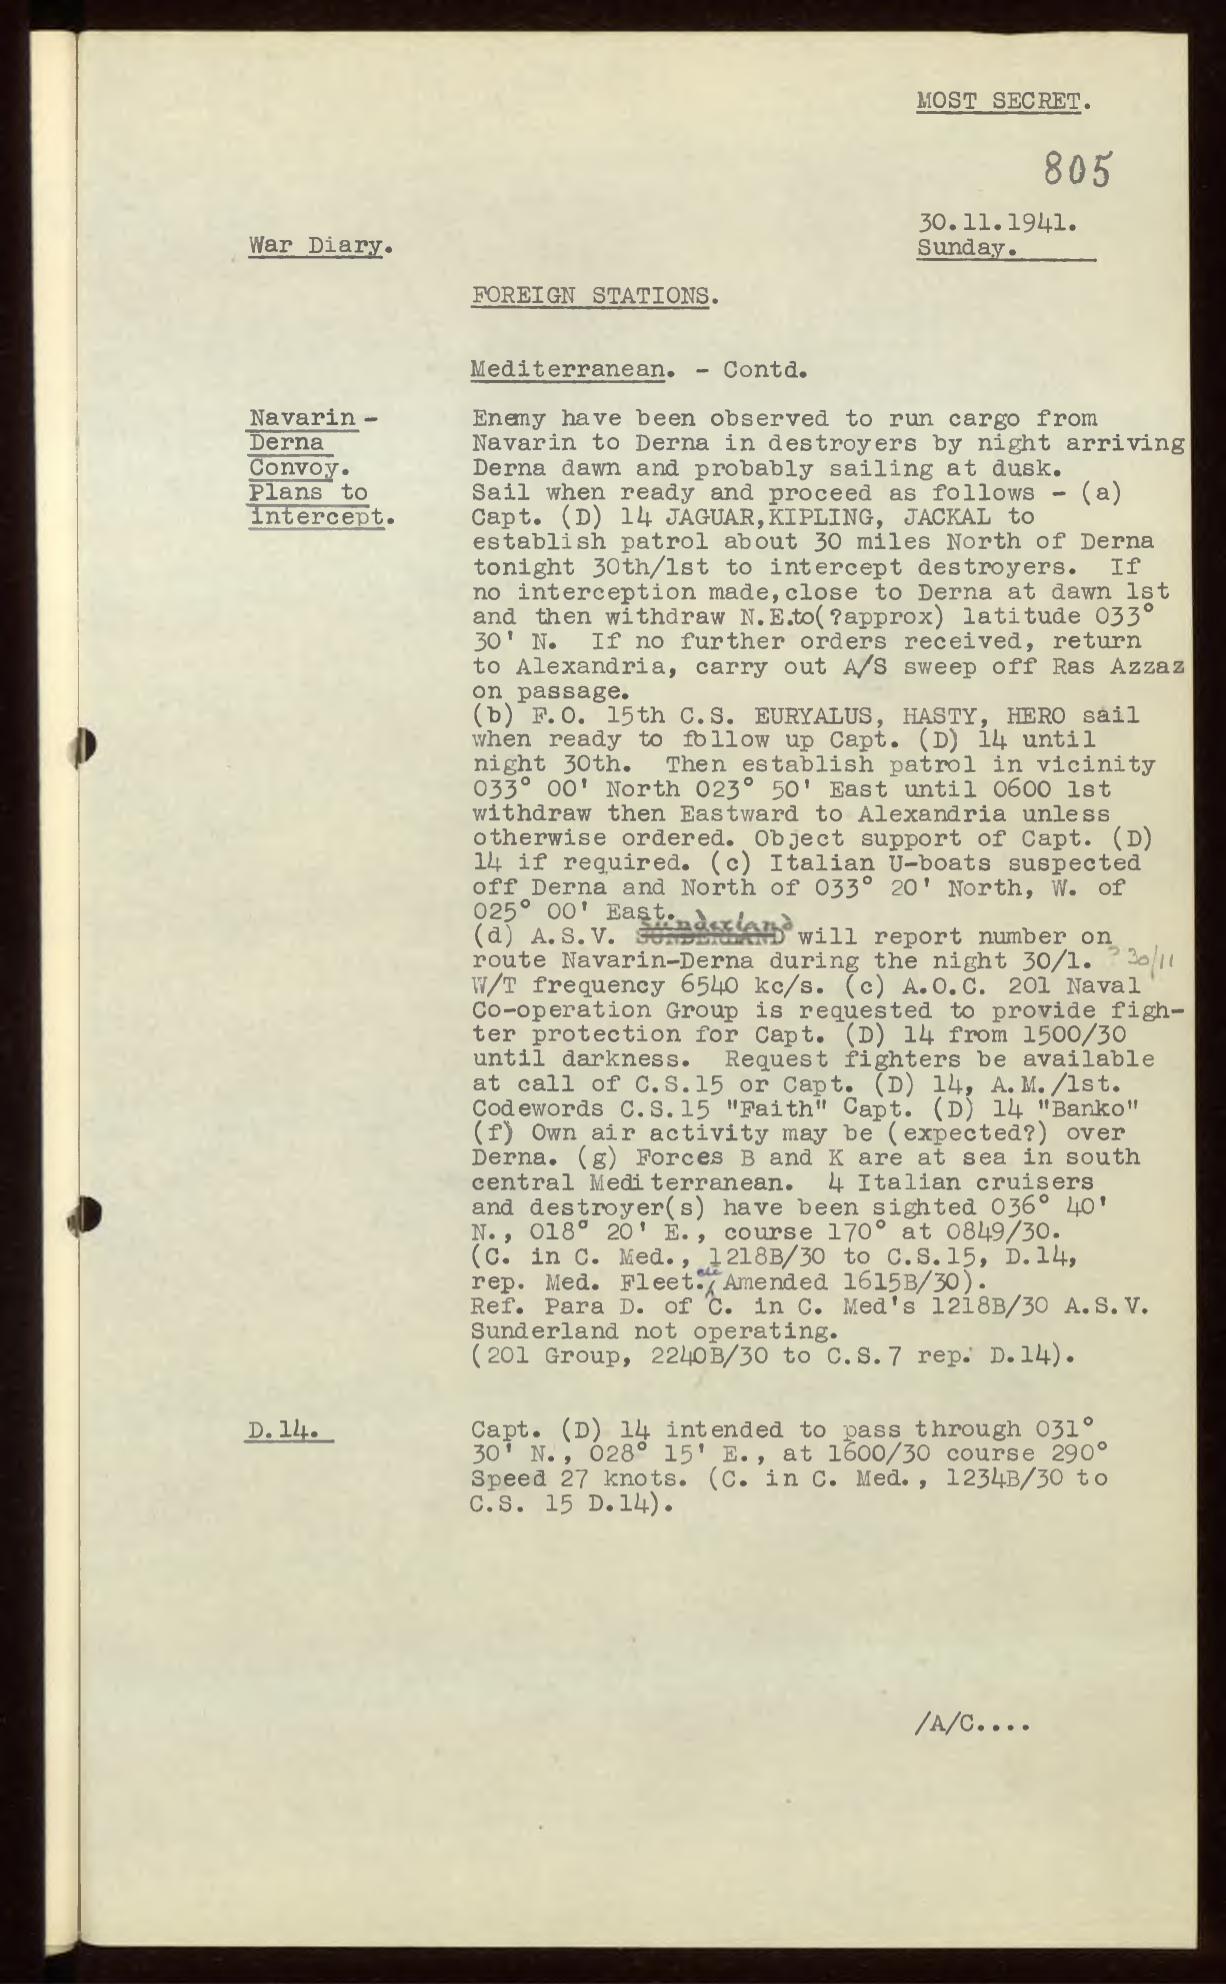 MOST SECRET.
805
30.11.1941.
War Diary.
Sunday.
FOREIGN STATIONS.
Mediterranean. - Contd.
Navarin -
Derna
Convoy.
Plans to
intercept.
Enemy have been observed to run cargo from
Navarin to Derna in destroyers by night arriving
Derna dawn and probably sailing at dusk.
Sail when ready and proceed as follows - (a)
Capt. (D) 14 JAGUAR,KIPLING, JACKAL to
establish patrol about 30 miles North of Derna
tonight 30th/1st to intercept destroyers. If
no interception made,close to Derna at dawn 1st
and then withdraw N.E.to(?approx) latitude 033°
30' N. If no further orders received, return
to Alexandria, carry out A/S sweep off Ras Azzaz
on passage.
(b) F.O. 15th C.S. EURYALUS, HASTY, HERO sail
when ready to follow up Capt. (D) 14 until
night 30th. Then establish patrol in vicinity
033° 00' North 023° 50' East until 0600 1st
withdraw then Eastward to Alexandria unless
otherwise ordered. Object support of Capt. (D)
14 if required. (c) Italian U-boats suspected
off Derna and North of 033° 20' North, W. of
025° 00' East.
Sunderland
(d) A.S.V. SUNDERLAND will report number on
route Navarin-Derna during the night 30/1. ? 30/11
W/T frequency 6540 kc/s. (c) A.O.C. 201 Naval
Co-operation Group is requested to provide figh-
ter protection for Capt. (D) 14 from 1500/30
until darkness. Request fighters be available
at call of C.S.15 or Capt. (D) 14, A.M./1st.
Codewords C.S.15 "Faith" Capt. (D) 14 "Banko"
(f) Own air activity may be (expected?) over
Derna. (g) Forces B and K are at sea in south
central Mediterranean. 4 Italian cruisers
and destroyer(s) have been sighted 036° 40'
N., 018° 20' E., course 170° at 0849/30.
(C. in C. Med., 1218B/30 to C.S.15, D.14,
rep. Med. Fleet. etc Amended 1615B/30).
Ref. Para D. of C. in C. Med's 1218B/30 A.S.V.
Sunderland not operating.
(201 Group, 2240B/30 to C.S.7 rep. D.14).
D.14.
Capt. (D) 14 intended to pass through 031°
30' N., 028° 15' E., at 1600/30 course 290°
Speed 27 knots. (C. in C. Med., 1234B/30 to
C.S. 15 D.14).
/A/C....